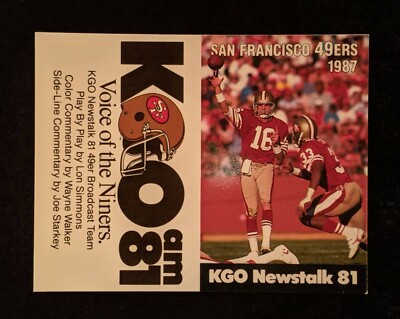 SAN FRANCISCO 49ERS
1987
16
33
KGO Newstalk 81
KGO
am
81
SF
Voice of the Niners.
KGO Newstalk 81 49er Broadcast Team
Play By Play by Lon Simmons
Color Commentary by Wayne Walker
Side-Line Commentary by Joe Starkey